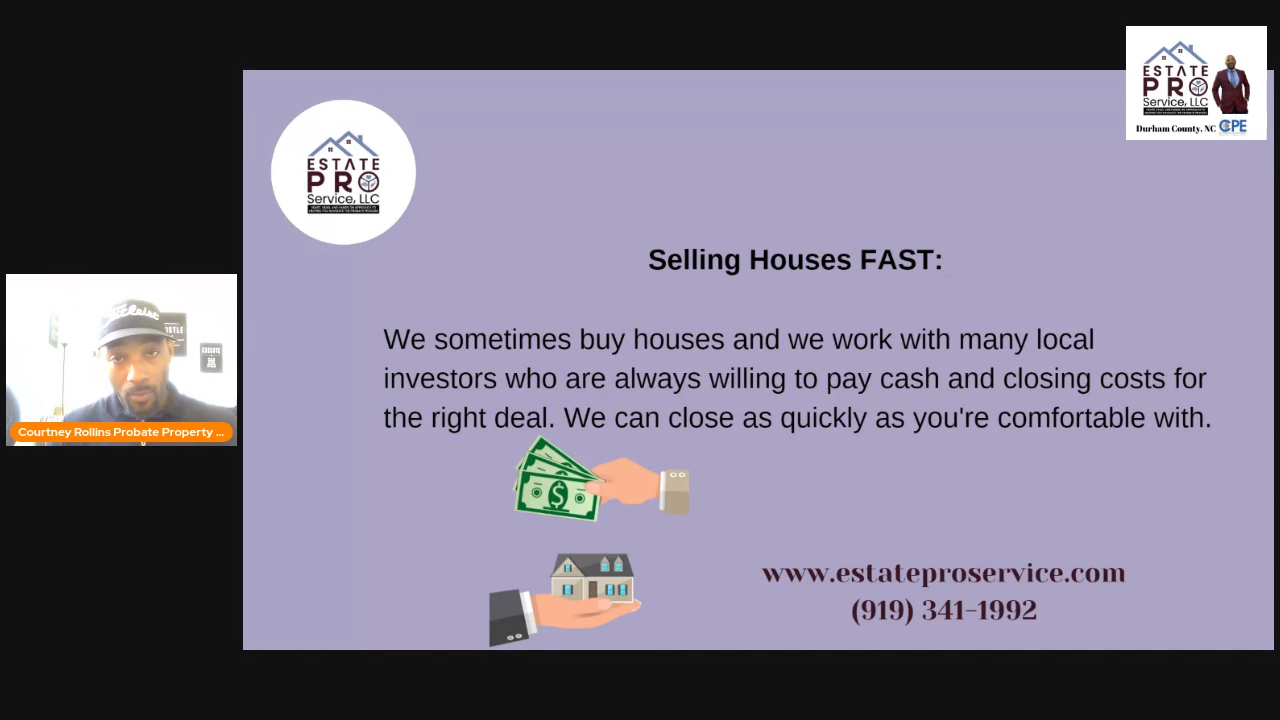 ESTATE
PRO
Service, LLC
Durham County, NC CPE
ESTATE
PRO
Service, LLC
Selling Houses FAST:
We sometimes buy houses and we work with many local
investors who are always willing to pay cash and closing costs for
the right deal. We can close as quickly as you're comfortable with.
EXECUTE
Courtney Rollins Probate Property ...
www.estateproservice.com
(919) 341-1992